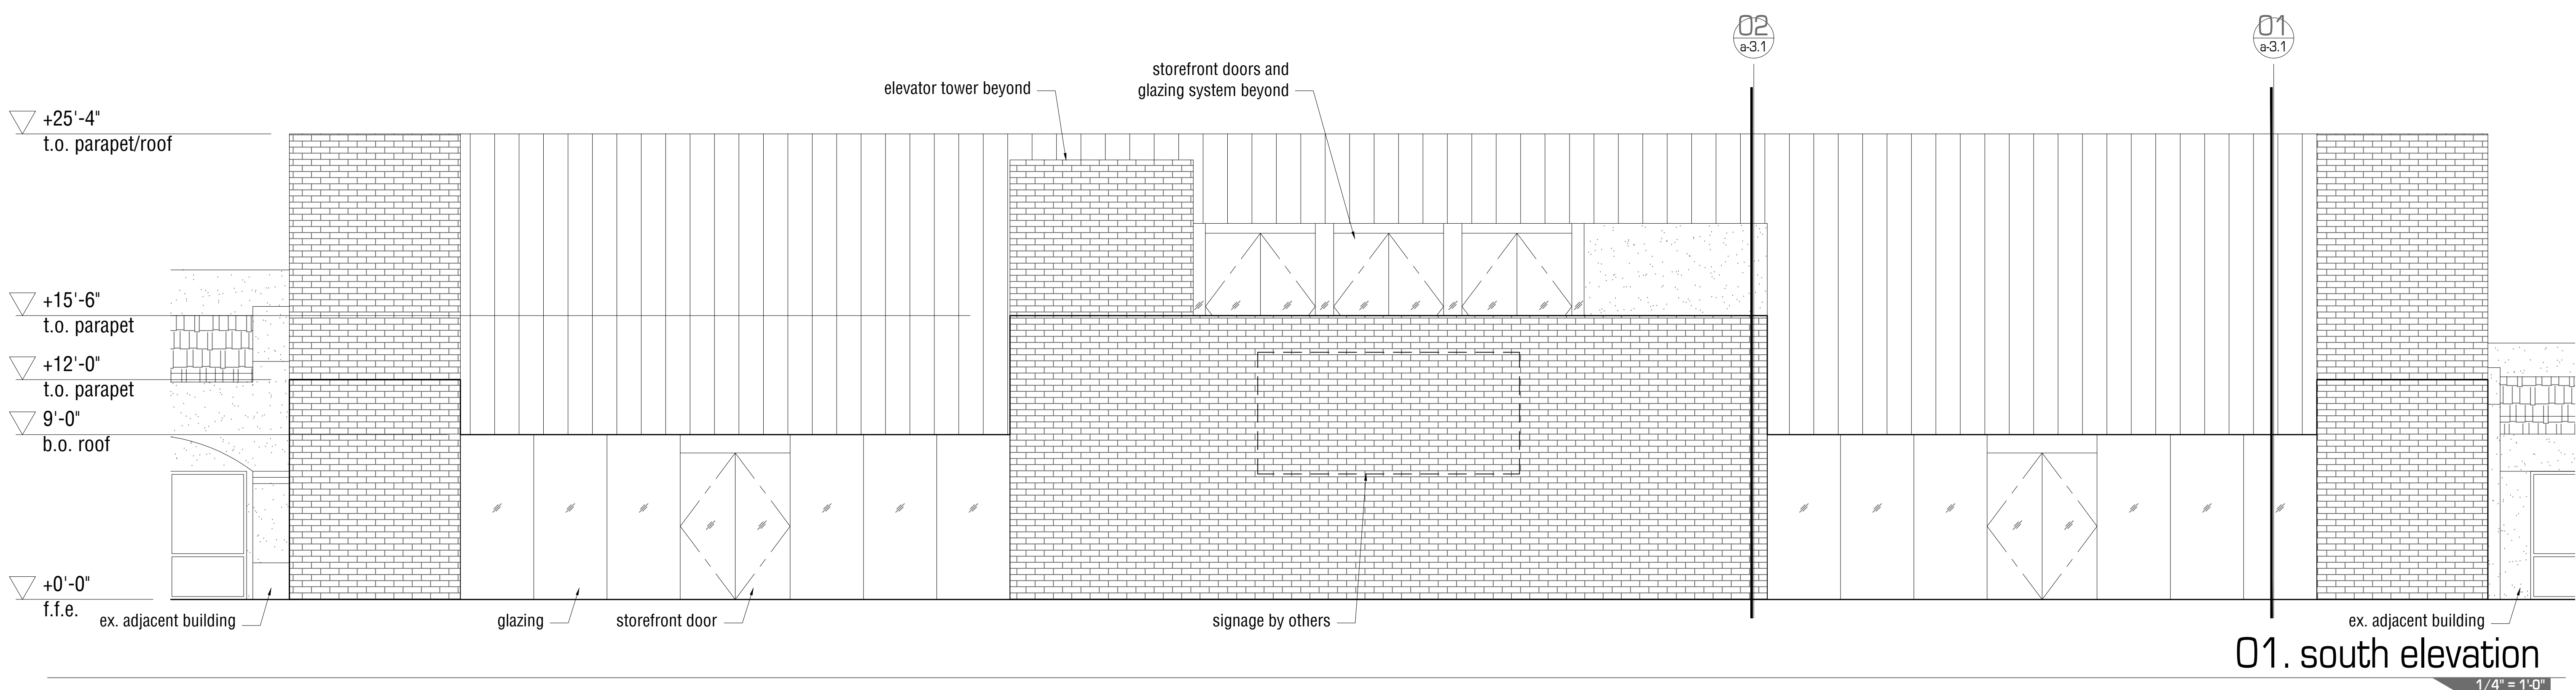 02
a-3.1
01
a-3.1
storefront doors and
glazing system beyond
elevator tower beyond
+25'-4"
t.o. parapet/roof
+15'-6"
t.o. parapet
+12'-0"
t.o. parapet
9'-0"
b.o. roof
+0'-0"
f.f.e.
ex. adjacent building
glazing
storefront door
signage by others
ex. adjacent building
01. south elevation
1/4" = 1'-0"